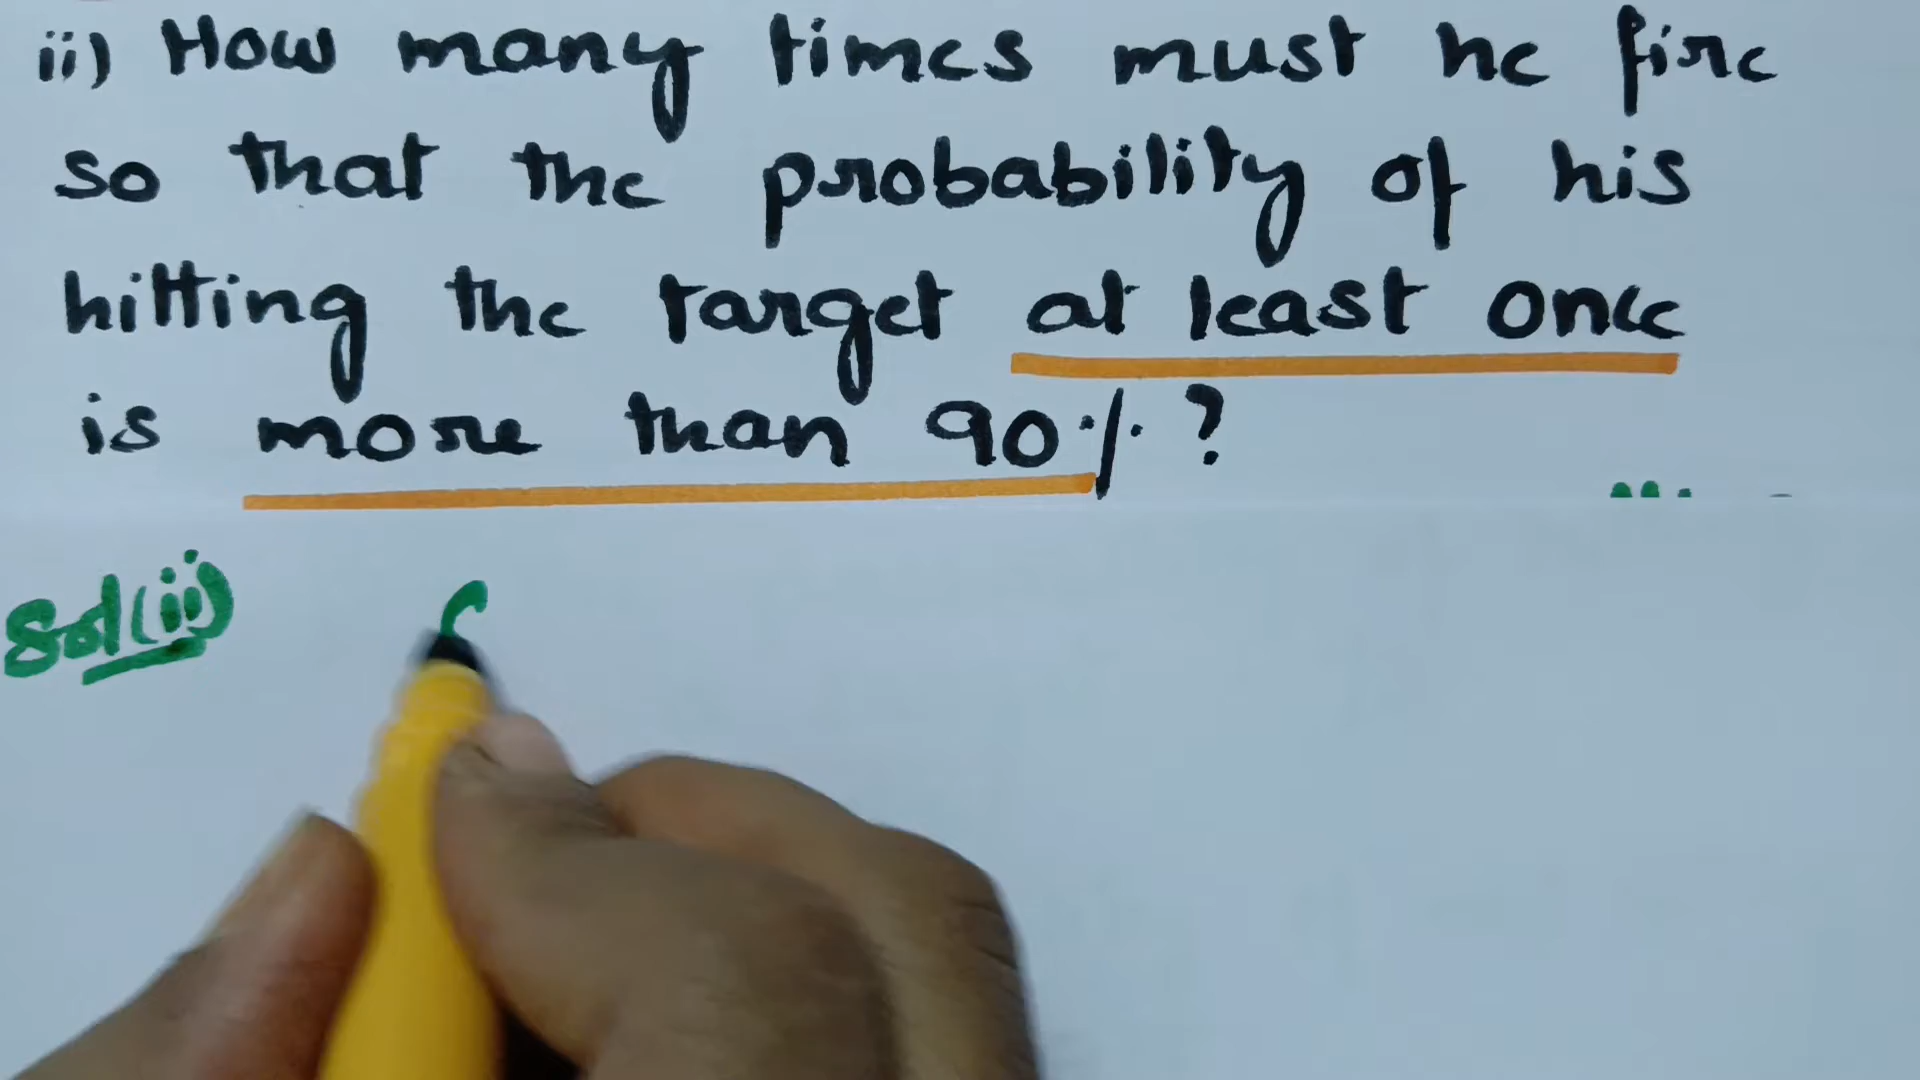 ii) How many times must he fire
so that the probability of his
hitting the target at least once
is more than 90% ?
Sol(ii)